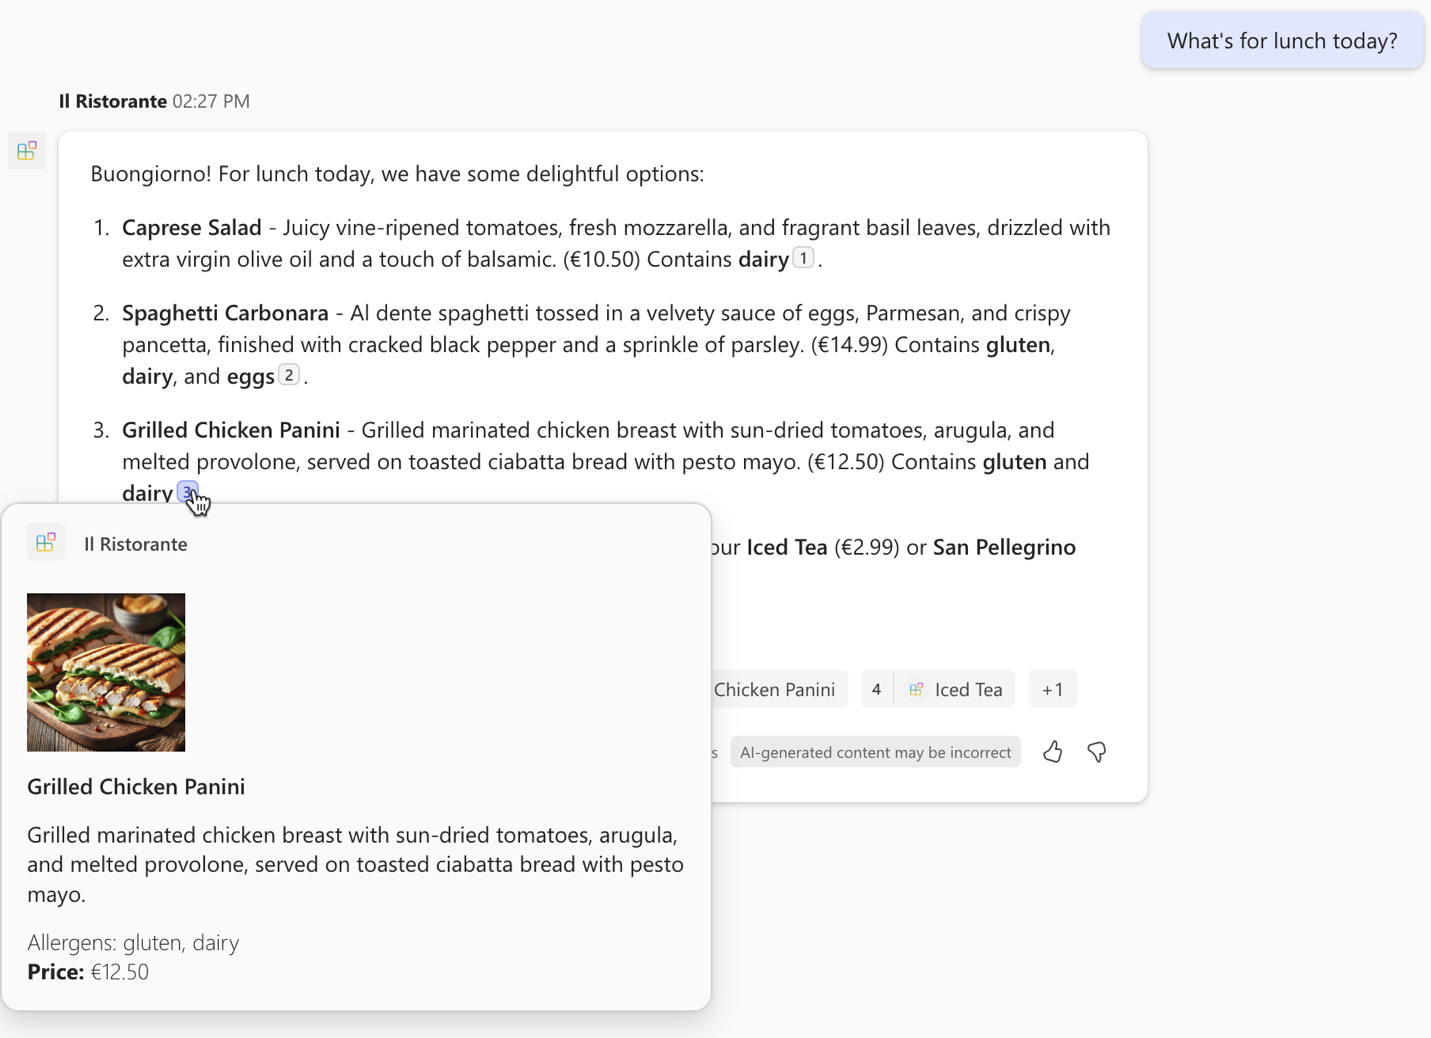 What's for lunch today?
Il Ristorante 02:27 PM
Buongiorno! For lunch today, we have some delightful options:
1. Caprese Salad - Juicy vine-ripened tomatoes, fresh mozzarella, and fragrant basil leaves, drizzled with
extra virgin olive oil and a touch of balsamic. (€10.50) Contains dairy 1 .
2. Spaghetti Carbonara - Al dente spaghetti tossed in a velvety sauce of eggs, Parmesan, and crispy
pancetta, finished with cracked black pepper and a sprinkle of parsley. (€14.99) Contains gluten,
dairy, and eggs 2 .
3. Grilled Chicken Panini - Grilled marinated chicken breast with sun-dried tomatoes, arugula, and
melted provolone, served on toasted ciabatta bread with pesto mayo. (€12.50) Contains gluten and
dairy 3
our Iced Tea (€2.99) or San Pellegrino
Chicken Panini 4 Iced Tea +1
s AI-generated content may be incorrect
Il Ristorante
Grilled Chicken Panini
Grilled marinated chicken breast with sun-dried tomatoes, arugula,
and melted provolone, served on toasted ciabatta bread with pesto
mayo.
Allergens: gluten, dairy
Price: €12.50